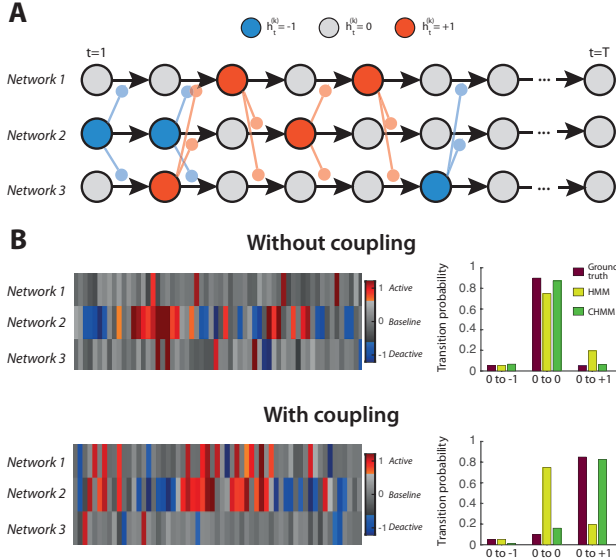 A
h_t^(k) = -1
h_t^(k) = 0
h_t^(k) = +1
t=1
t=T
Network 1
...
Network 2
...
Network 3
...
B
Without coupling
Network 1
Network 2
Network 3
1
0
-1
Active
Baseline
Deactive
Transition probability
1
0.8
0.6
0.4
0.2
0
0 to -1
0 to 0
0 to +1
Ground truth
HMM
CHMM
With coupling
Network 1
Network 2
Network 3
1
0
-1
Active
Baseline
Deactive
Transition probability
1
0.8
0.6
0.4
0.2
0
0 to -1
0 to 0
0 to +1